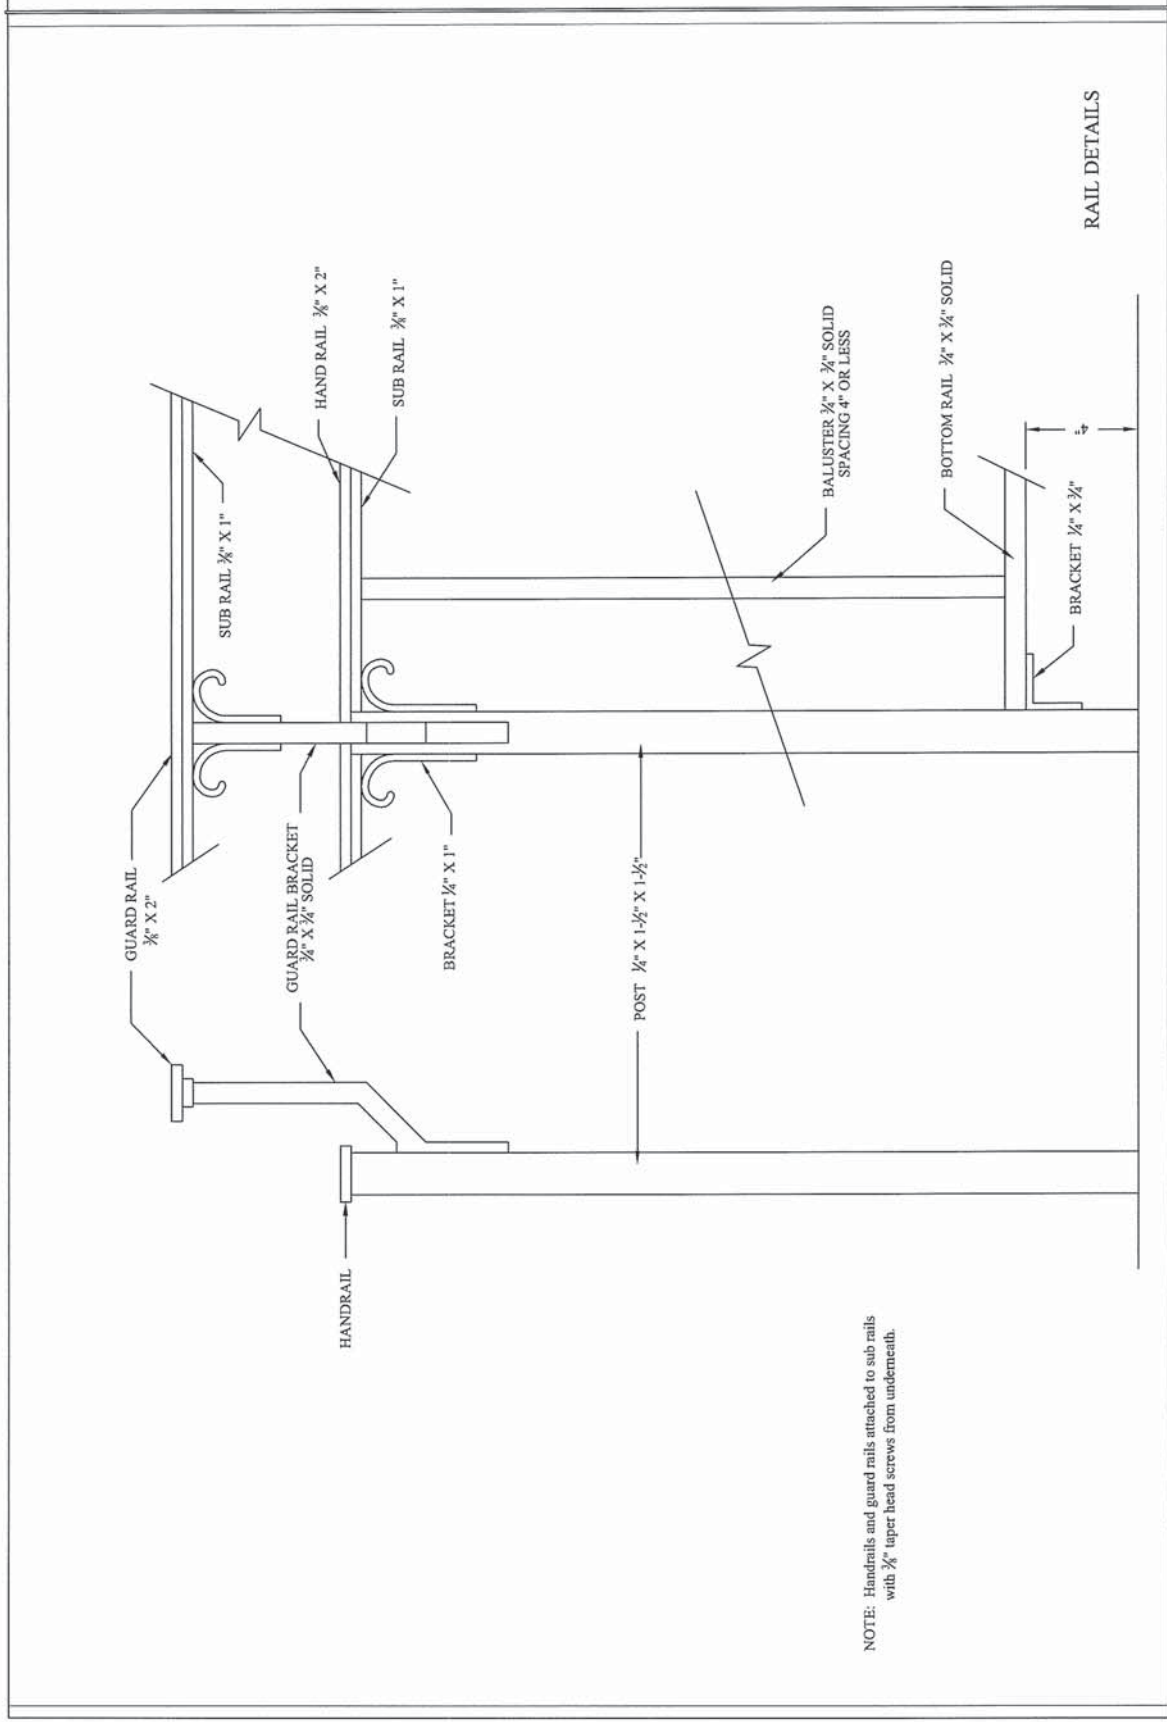 GUARD RAIL
⅜" X 2"
SUB RAIL ⅜" X 1"
HAND RAIL ⅜" X 2"
SUB RAIL ⅜" X 1"
GUARD RAIL BRACKET
¾" X ¾" SOLID
HANDRAIL
BRACKET ¼" X 1"
POST ¼" X 1-½" X 1-½"
BALUSTER ¾" X ¾" SOLID
SPACING 4" OR LESS
BOTTOM RAIL ¾" X ¾" SOLID
4"
BRACKET ¼" X ¾"
NOTE: Handrails and guard rails attached to sub rails
with ⅜" taper head screws from underneath.
RAIL DETAILS